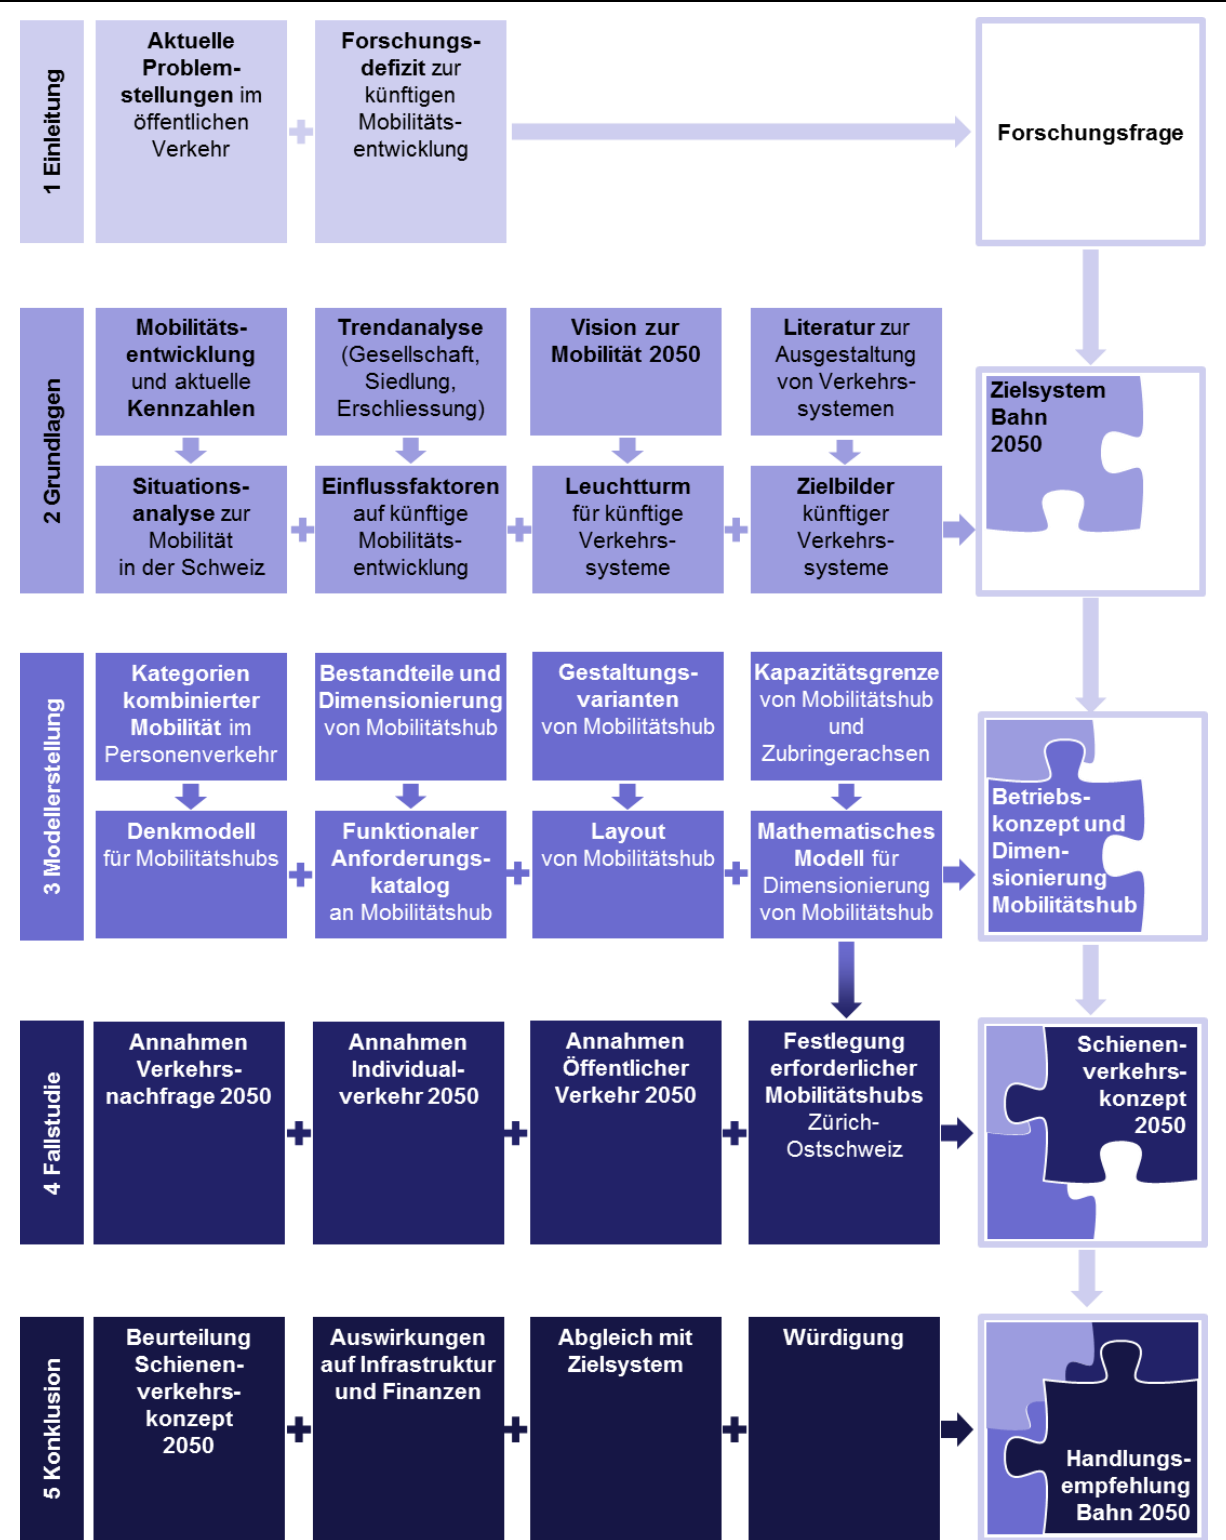 1 Einleitung
Aktuelle
Problem-
stellungen im
öffentlichen
Verkehr
Forschungs-
defizit zur
künftigen
Mobilitäts-
entwicklung
Forschungsfrage
2 Grundlagen
Mobilitäts-
entwicklung
und aktuelle
Kennzahlen
Trendanalyse
(Gesellschaft,
Siedlung,
Erschliessung)
Vision zur
Mobilität 2050
Literatur zur
Ausgestaltung
von Verkehrs-
systemen
Situations-
analyse zur
Mobilität
in der Schweiz
Einflussfaktoren
auf künftige
Mobilitäts-
entwicklung
Leuchtturm
für künftige
Verkehrs-
systeme
Zielbilder
künftiger
Verkehrs-
systeme
Zielsystem
Bahn
2050
3 Modellerstellung
Kategorien
kombinierter
Mobilität im
Personenverkehr
Bestandteile und
Dimensionierung
von Mobilitätshub
Gestaltungs-
varianten
von Mobilitätshub
Kapazitätsgrenze
von Mobilitätshub
und
Zubringerachsen
Denkmodell
für Mobilitätshubs
Funktionaler
Anforderungs-
katalog
an Mobilitätshub
Layout
von Mobilitätshub
Mathematisches
Modell für
Dimensionierung
von Mobilitätshub
Betriebs-
konzept und
Dimen-
sionierung
Mobilitätshub
4 Fallstudie
Annahmen
Verkehrs-
nachfrage 2050
Annahmen
Individual-
verkehr 2050
Annahmen
Öffentlicher
Verkehr 2050
Festlegung
erforderlicher
Mobilitätshubs
Zürich-
Ostschweiz
Schienen-
verkehrs-
konzept
2050
5 Konklusion
Beurteilung
Schienen-
verkehrs-
konzept
2050
Auswirkungen
auf Infrastruktur
und Finanzen
Abgleich mit
Zielsystem
Würdigung
Handlungs-
empfehlung
Bahn 2050